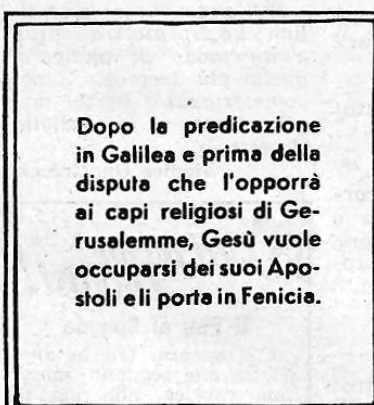 Dopo la predicazione
in Galilea e prima della
disputa che l'opporrà
ai capi religiosi di Ge-
rusalemme, Gesù vuole
occuparsi dei suoi Apo-
stoli e li porta in Fenicia.